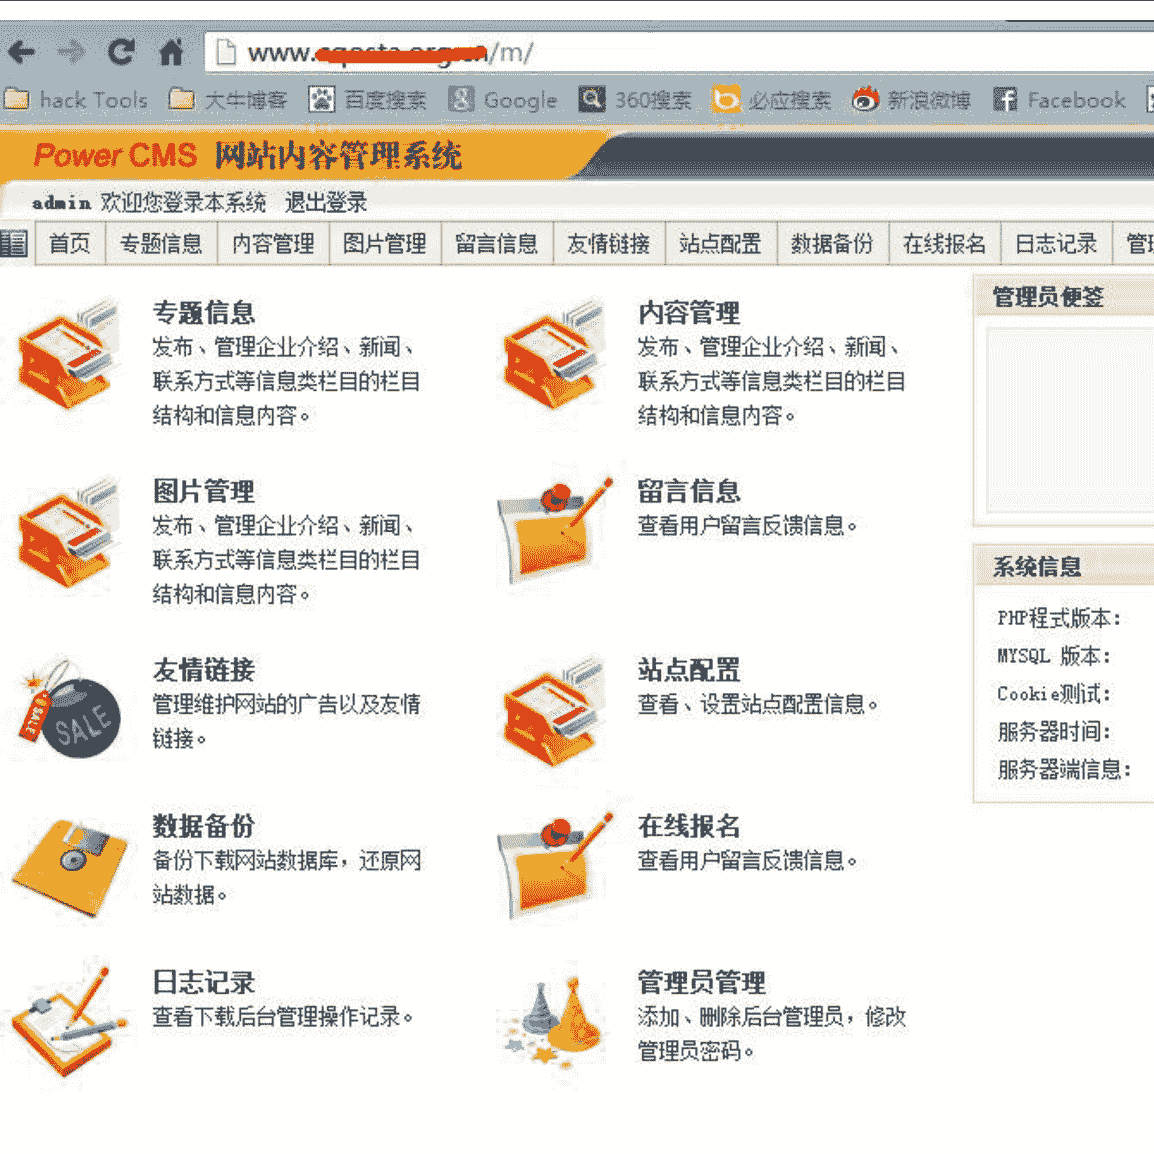 www.
/m/
hack Tools 大牛博客 百度搜索 Google 360搜索 必应搜索 新浪微博 Facebook
Power CMS 网站内容管理系统
admin 欢迎您登录本系统 退出登录
首页 专题信息 内容管理 图片管理 留言信息 友情链接 站点配置 数据备份 在线报名 日志记录
专题信息
发布、管理企业介绍、新闻、
联系方式等信息类栏目的栏目
结构和信息内容。
内容管理
发布、管理企业介绍、新闻、
联系方式等信息类栏目的栏目
结构和信息内容。
图片管理
发布、管理企业介绍、新闻、
联系方式等信息类栏目的栏目
结构和信息内容。
留言信息
查看用户留言反馈信息。
SALE
SALE
友情链接
管理维护网站的广告以及友情
链接。
站点配置
查看、设置站点配置信息。
数据备份
备份下载网站数据库，还原网
站数据。
在线报名
查看用户留言反馈信息。
日志记录
查看下载后台管理操作记录。
管理员管理
添加、删除后台管理员，修改
管理员密码。
管理员便签
系统信息
PHP程式版本：
MYSQL 版本：
Cookie测试：
服务器时间：
服务器端信息：